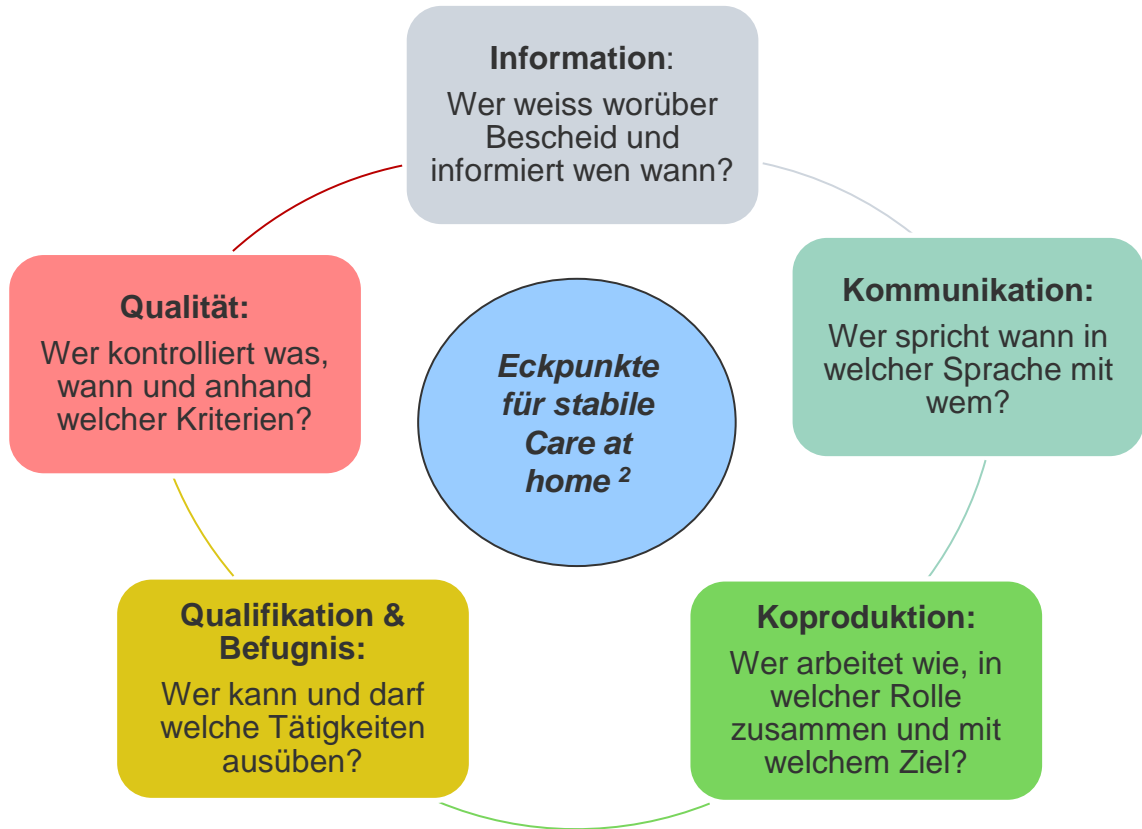 Information:
Wer weiss worüber
Bescheid und
informiert wen wann?
Kommunikation:
Wer spricht wann in
welcher Sprache mit
wem?
Koproduktion:
Wer arbeitet wie, in
welcher Rolle
zusammen und mit
welchem Ziel?
Qualifikation &
Befugnis:
Wer kann und darf
welche Tätigkeiten
ausüben?
Qualität:
Wer kontrolliert was,
wann und anhand
welcher Kriterien?
Eckpunkte
für stabile
Care at
home ²